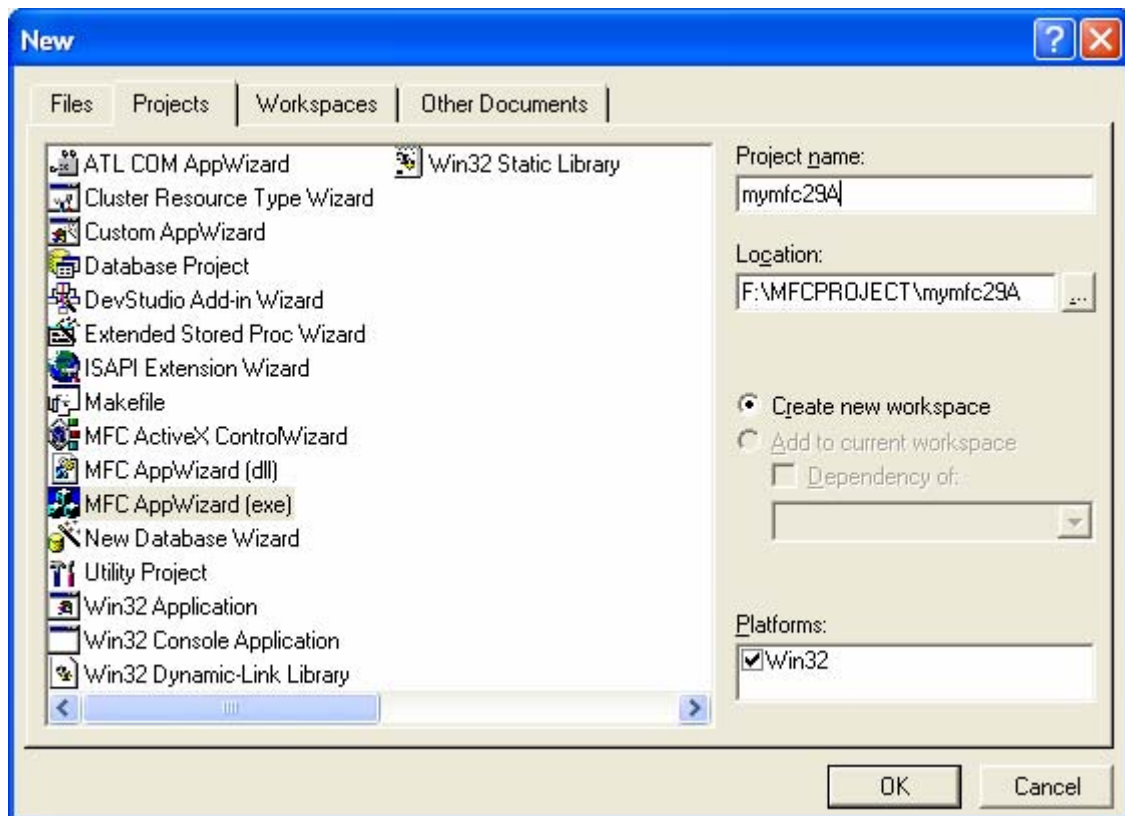 New
Files
Projects
Workspaces
Other Documents
ATL COM AppWizard
Cluster Resource Type Wizard
Custom AppWizard
Database Project
DevStudio Add-in Wizard
Extended Stored Proc Wizard
ISAPI Extension Wizard
Makefile
MFC ActiveX ControlWizard
MFC AppWizard (dll)
MFC AppWizard (exe)
New Database Wizard
Utility Project
Win32 Application
Win32 Console Application
Win32 Dynamic-Link Library
Win32 Static Library
Project name:
mymfc29A
Location:
F:\MFCPROJECT\mymfc29A
...
Create new workspace
Add to current workspace
Dependency of:
Platforms:
Win32
OK
Cancel